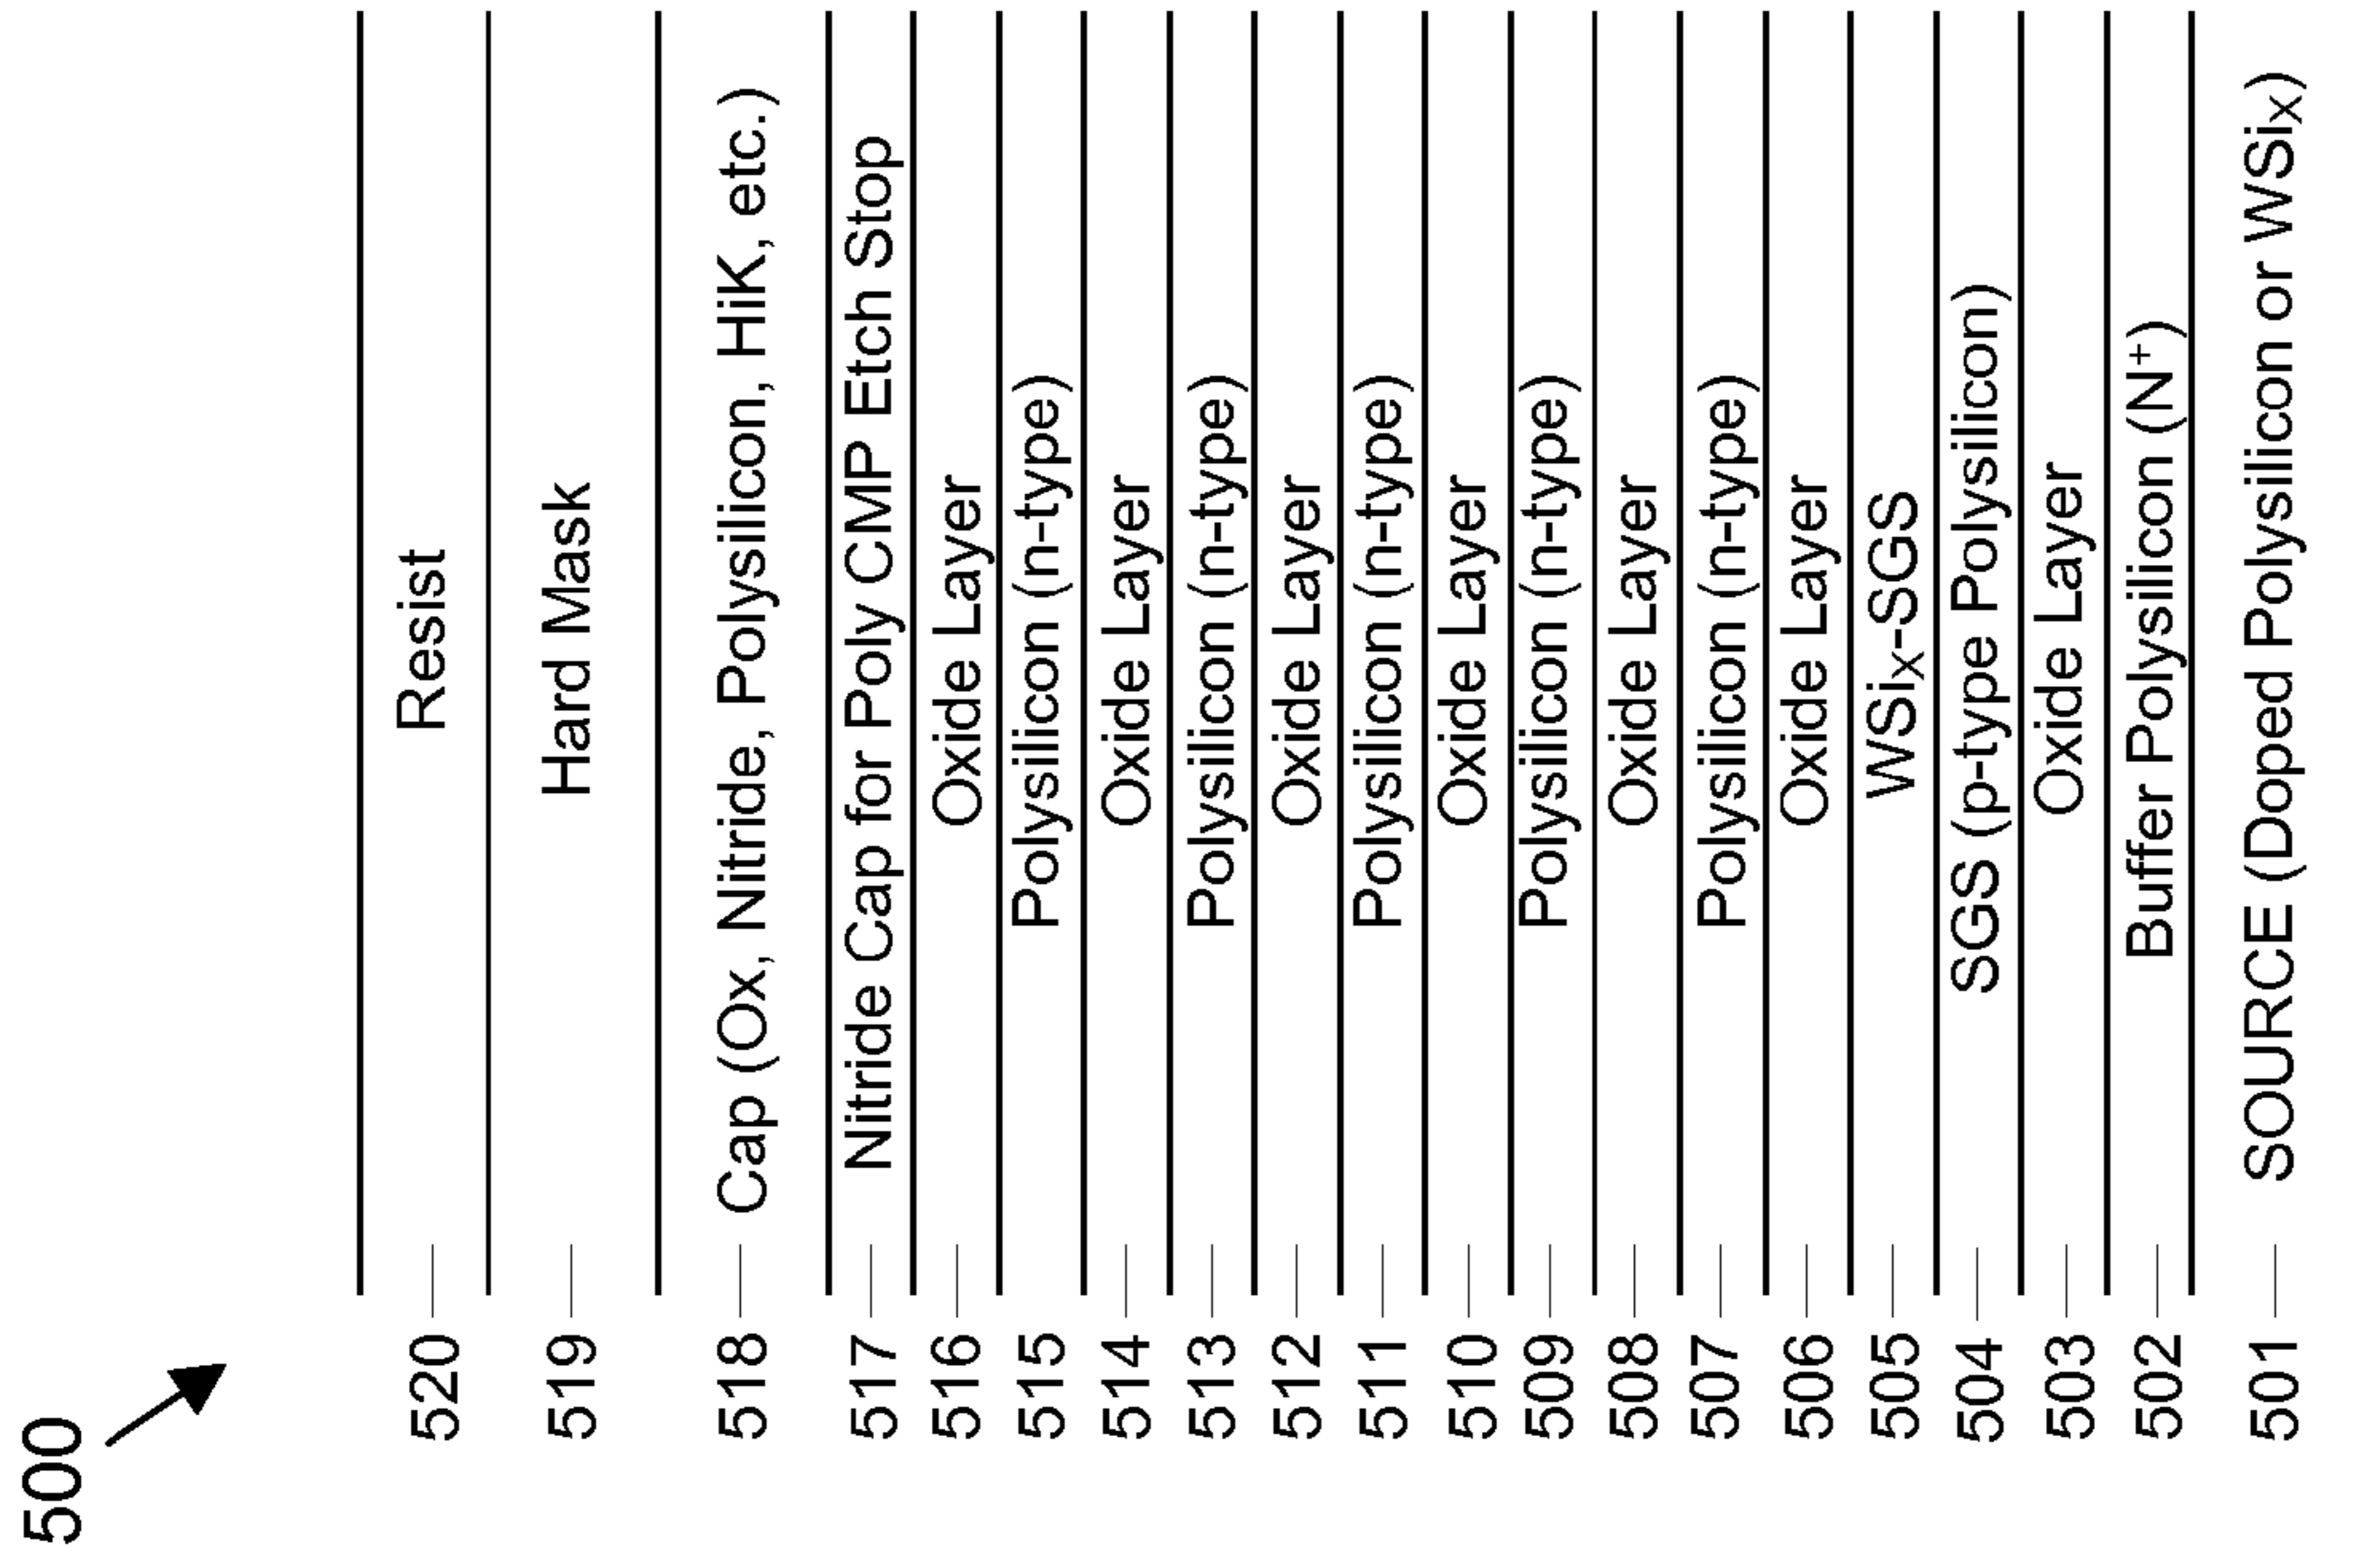 500
520 Resist
519 Hard Mask
518 Cap (Ox, Nitride, Polysilicon, HiK, etc.)
517 Nitride Cap for Poly CMP Etch Stop
516 Oxide Layer
515 Polysilicon (n-type)
514 Oxide Layer
513 Polysilicon (n-type)
512 Oxide Layer
511 Polysilicon (n-type)
510 Oxide Layer
509 Polysilicon (n-type)
508 Oxide Layer
507 Polysilicon (n-type)
506 Oxide Layer
505 WSiX-SGS
504 SGS (p-type Polysilicon)
503 Oxide Layer
502 Buffer Polysilicon (N+)
501 SOURCE (Doped Polysilicon or WSiX)